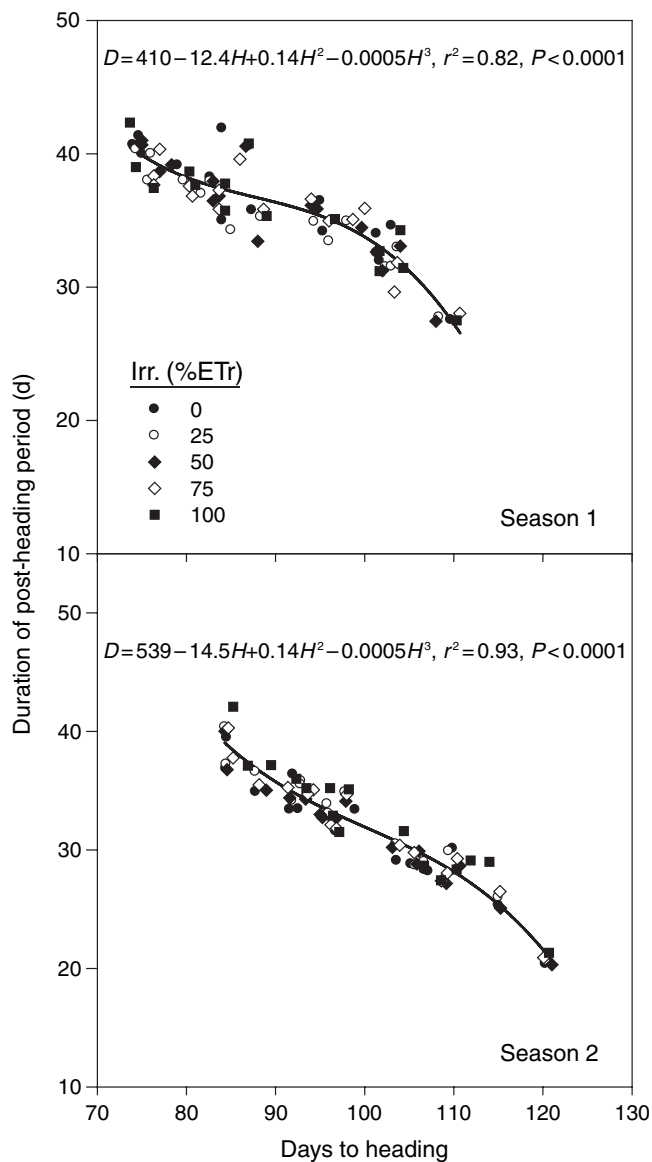 50
D=410−12.4H+0.14H²−0.0005H³, r²=0.82, P<0.0001
40
30
Irr. (%ETr)
0
25
50
75
100
20
Season 1
10
Duration of post-heading period (d)
50
D=539−14.5H+0.14H²−0.0005H³, r²=0.93, P<0.0001
40
30
20
Season 2
10
70 80 90 100 110 120 130
Days to heading